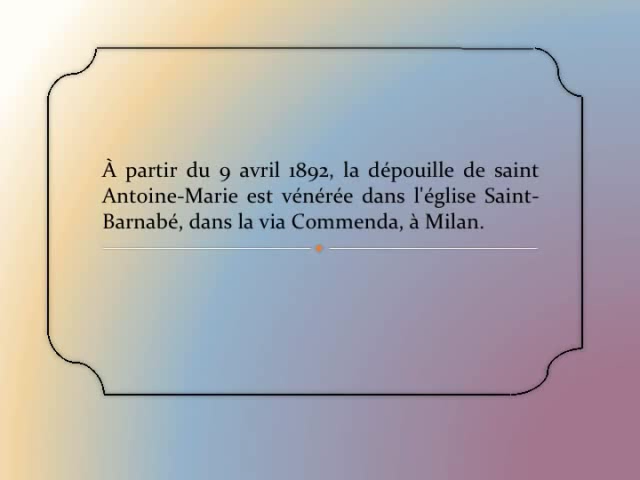 À partir du 9 avril 1892, la dépouille de saint
Antoine-Marie est vénérée dans l'église Saint-
Barnabé, dans la via Commenda, à Milan.